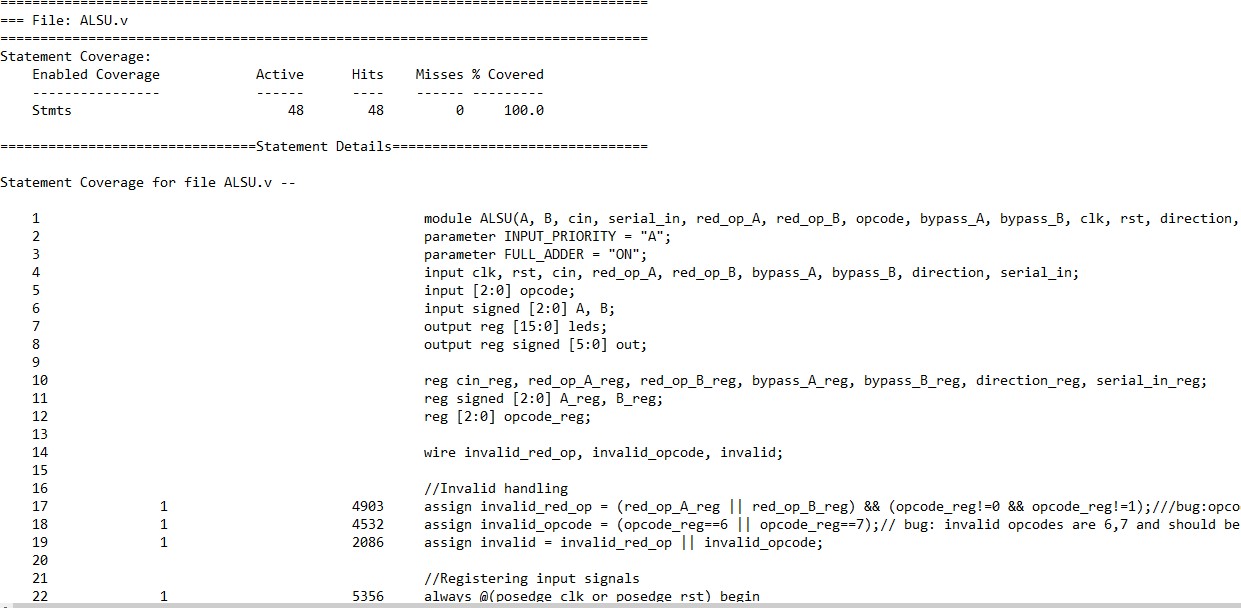 =================================================================================
=== File: ALSU.v
=================================================================================
Statement Coverage:
    Enabled Coverage            Active      Hits    Misses % Covered
    ----------------            ------      ----    ------ ---------
    Stmts                           48        48         0     100.0

================================Statement Details================================

Statement Coverage for file ALSU.v --

    1                                                module ALSU(A, B, cin, serial_in, red_op_A, red_op_B, opcode, bypass_A, bypass_B, clk, rst, direction,
    2                                                parameter INPUT_PRIORITY = "A";
    3                                                parameter FULL_ADDER = "ON";
    4                                                input clk, rst, cin, red_op_A, red_op_B, bypass_A, bypass_B, direction, serial_in;
    5                                                input [2:0] opcode;
    6                                                input signed [2:0] A, B;
    7                                                output reg [15:0] leds;
    8                                                output reg signed [5:0] out;
    9
    10                                               reg cin_reg, red_op_A_reg, red_op_B_reg, bypass_A_reg, bypass_B_reg, direction_reg, serial_in_reg;
    11                                               reg signed [2:0] A_reg, B_reg;
    12                                               reg [2:0] opcode_reg;
    13
    14                                               wire invalid_red_op, invalid_opcode, invalid;
    15
    16                                               //Invalid handling
    17              1                       4903     assign invalid_red_op = (red_op_A_reg || red_op_B_reg) && (opcode_reg!=0 && opcode_reg!=1);///bug:opco
    18              1                       4532     assign invalid_opcode = (opcode_reg==6 || opcode_reg==7);// bug: invalid opcodes are 6,7 and should be
    19              1                       2086     assign invalid = invalid_red_op || invalid_opcode;
    20
    21                                               //Registering input signals
    22              1                       5356     always @(posedge clk or posedge rst) begin